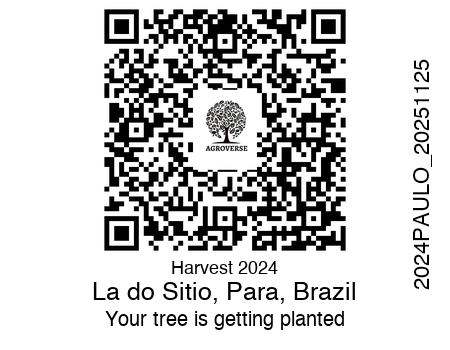 AGROVERSE
Harvest 2024
La do Sitio, Para, Brazil
Your tree is getting planted
2024PAULO_20251125